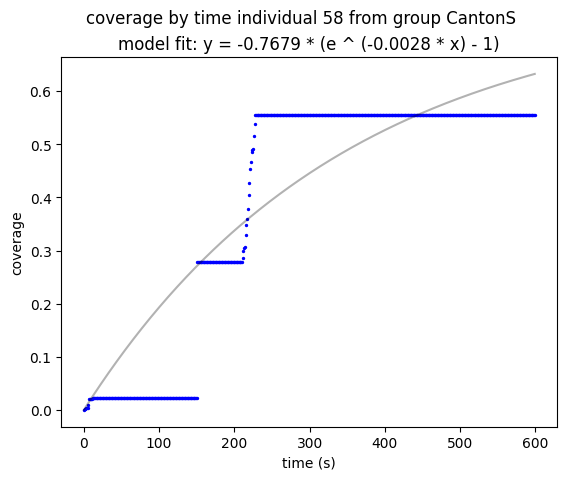 coverage by time individual 58 from group CantonS
model fit: y = -0.7679 * (e ^ (-0.0028 * x) - 1)
0.6
0.5
0.4
0.3
0.2
0.1
0.0
coverage
0 100 200 300 400 500 600
time (s)